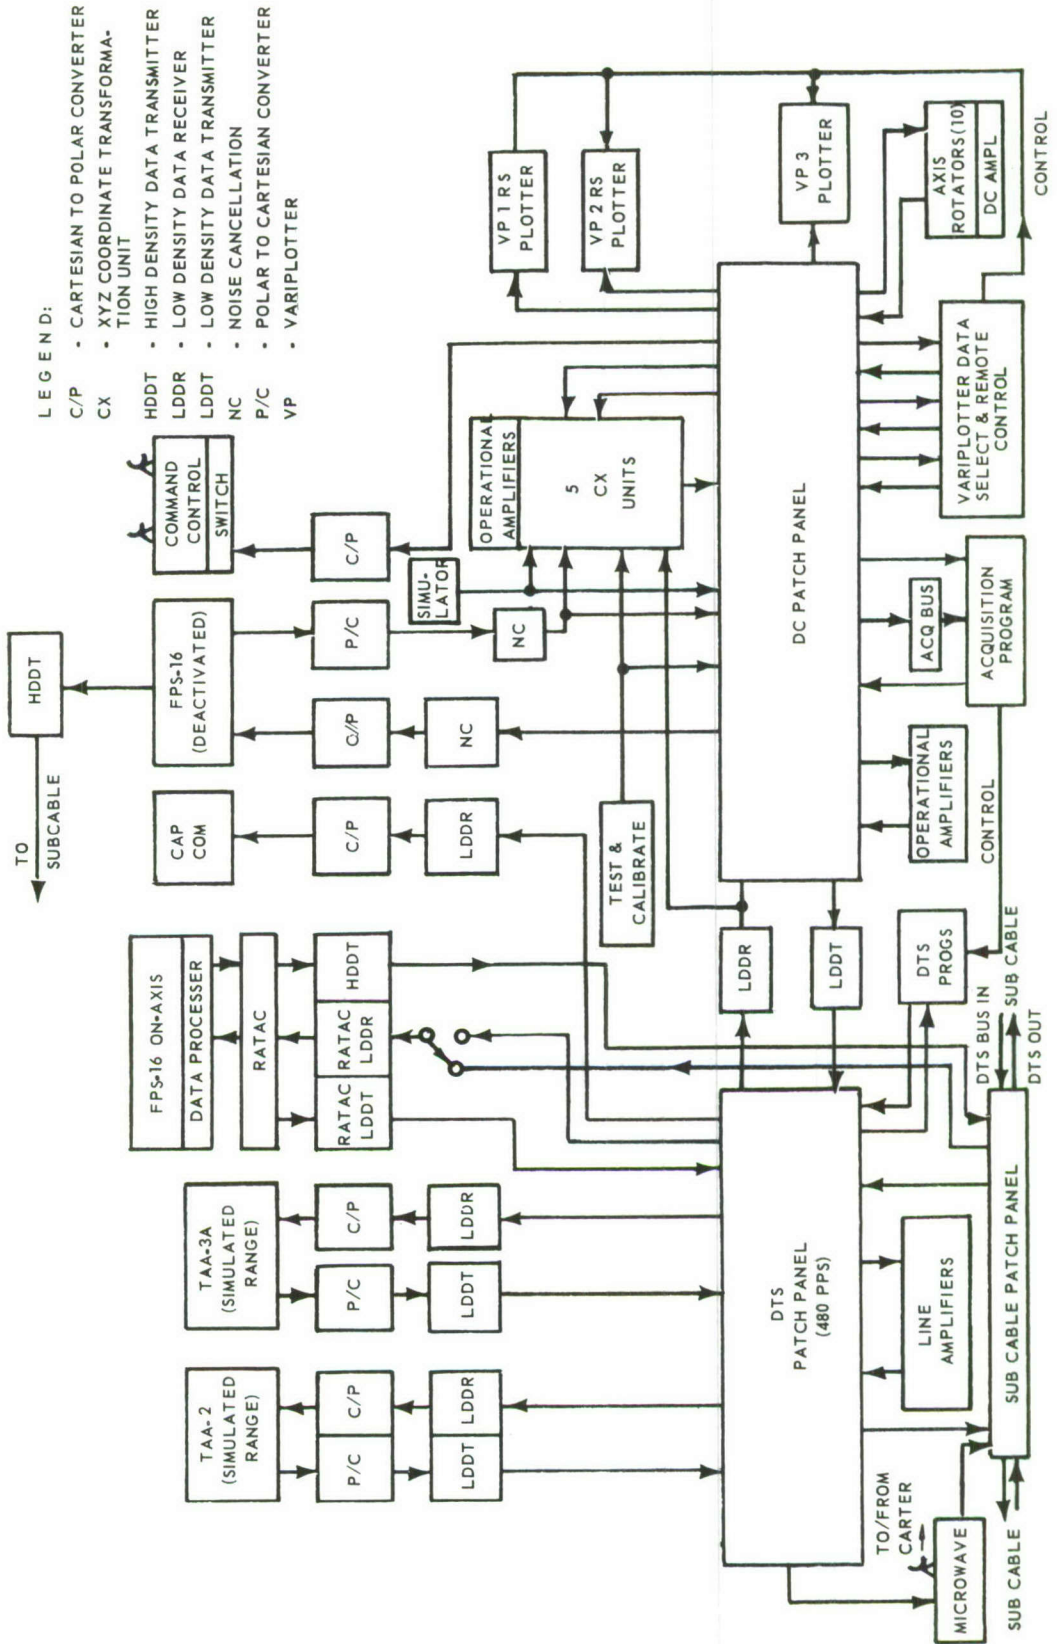 LEGEND:
C/P - CARTESIAN TO POLAR CONVERTER
CX - XYZ COORDINATE TRANSFORMA-
TION UNIT
HDDT - HIGH DENSITY DATA TRANSMITTER
LDDR - LOW DENSITY DATA RECEIVER
LDDT - LOW DENSITY DATA TRANSMITTER
NC - NOISE CANCELLATION
P/C - POLAR TO CARTESIAN CONVERTER
VP - VARIPLOTTER
TO
SUBCABLE
HDDT
TAA-2
(SIMULATED
RANGE)
TAA-3A
(SIMULATED
RANGE)
FPS-16 ON-AXIS
DATA PROCESSER
RATAC
CAP
COM
FPS-16
(DEACTIVATED)
COMMAND
CONTROL
SWITCH
P/C
C/P
P/C
C/P
RATAC
LDDT
RATAC
LDDR
HDDT
C/P
C/P
P/C
C/P
LDDT
LDDR
LDDT
LDDR
LDDR
NC
NC
SIMU-
LATOR
OPERATIONAL
AMPLIFIERS
5
CX
UNITS
VP 1 RS
PLOTTER
VP 2 RS
PLOTTER
TEST &
CALIBRATE
DTS
PATCH PANEL
(480 PPS)
LDDR
LDDT
DC PATCH PANEL
VP 3
PLOTTER
TO/FROM
CARTER
MICROWAVE
LINE
AMPLIFIERS
DTS
PROGS
OPERATIONAL
AMPLIFIERS
CONTROL
ACQ BUS
ACQUISITION
PROGRAM
VARIPLOTTER DATA
SELECT & REMOTE
CONTROL
AXIS
ROTATORS (10)
DC AMPL
CONTROL
SUB CABLE
SUB CABLE PATCH PANEL
DTS BUS IN
SUB CABLE
DTS OUT